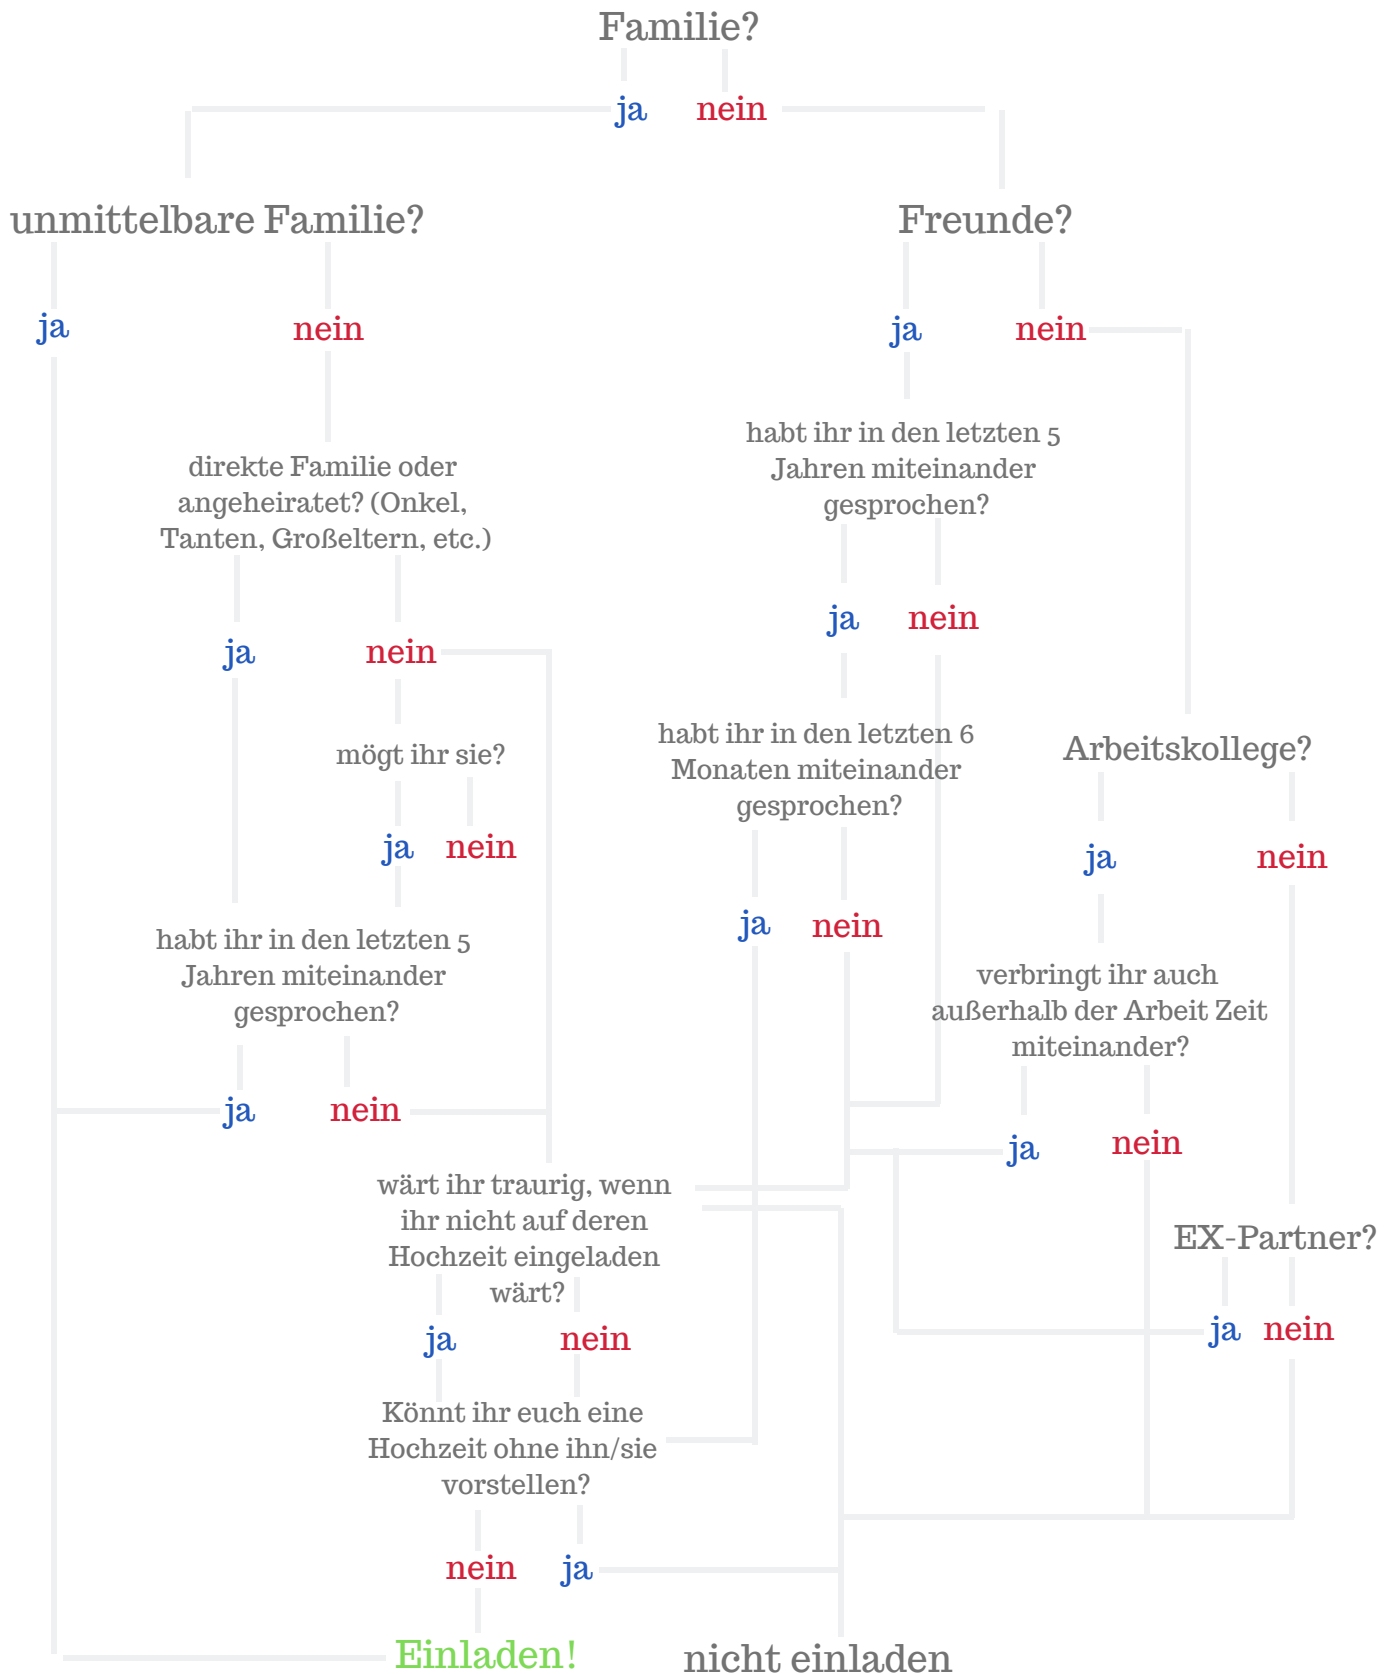 Familie?
ja nein
unmittelbare Familie?
Freunde?
ja
nein
ja
nein
habt ihr in den letzten 5
Jahren miteinander
gesprochen?
direkte Familie oder
angeheiratet? (Onkel,
Tanten, Großeltern, etc.)
ja
nein
ja
nein
habt ihr in den letzten 6
Monaten miteinander
gesprochen?
Arbeitskollege?
mögt ihr sie?
ja
nein
ja
nein
ja
nein
habt ihr in den letzten 5
Jahren miteinander
gesprochen?
verbringt ihr auch
außerhalb der Arbeit Zeit
miteinander?
ja
nein
ja
nein
wärt ihr traurig, wenn
ihr nicht auf deren
Hochzeit eingeladen
wärt?
EX-Partner?
ja
nein
ja
nein
Könnt ihr euch eine
Hochzeit ohne ihn/sie
vorstellen?
nein
ja
Einladen!
nicht einladen